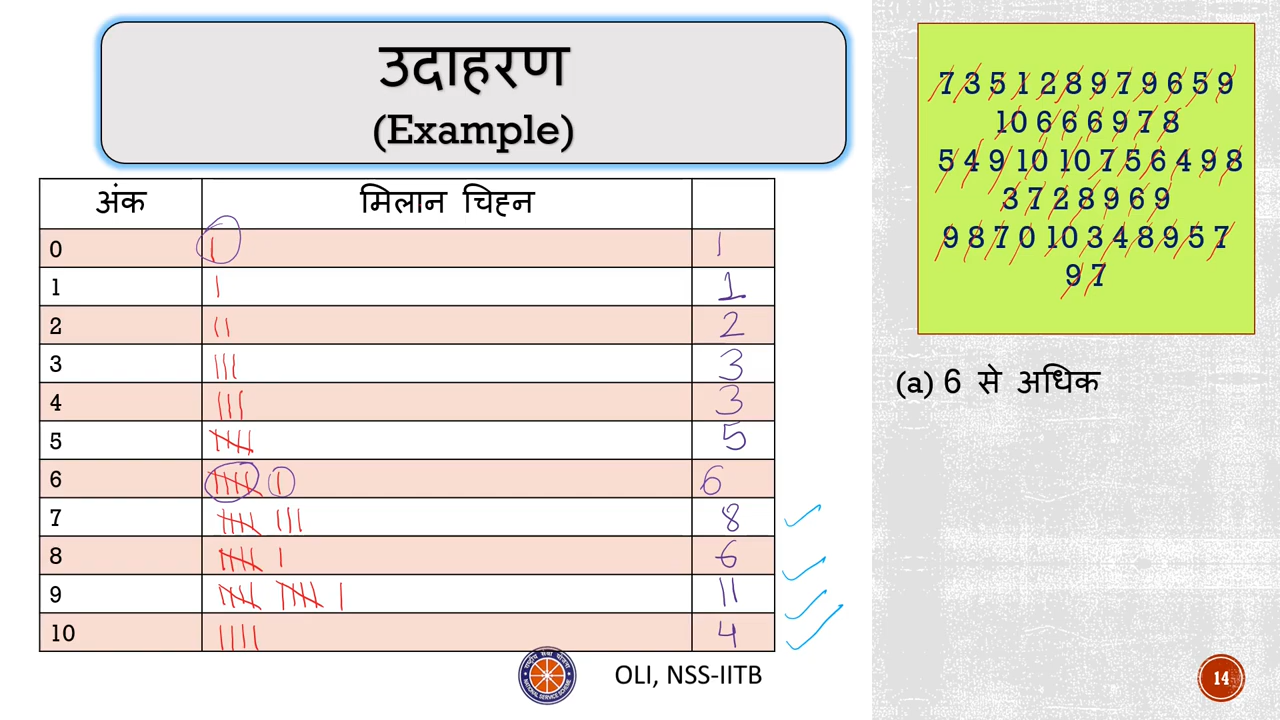 उदाहरण
(Example)
7 3 5 1 2 8 9 7 9 6 5 9
10 6 6 6 9 7 8
5 4 9 10 10 7 5 6 4 9 8
3 7 2 8 9 6 9
9 8 7 0 10 3 4 8 9 5 7
9 7
(a) 6 से अधिक
अंक मिलान चिह्न
0 1
1 1
2 2
3 3
4 3
5 5
6 6
7 8
8 6
9 11
10 4
OLI, NSS-IITB
14